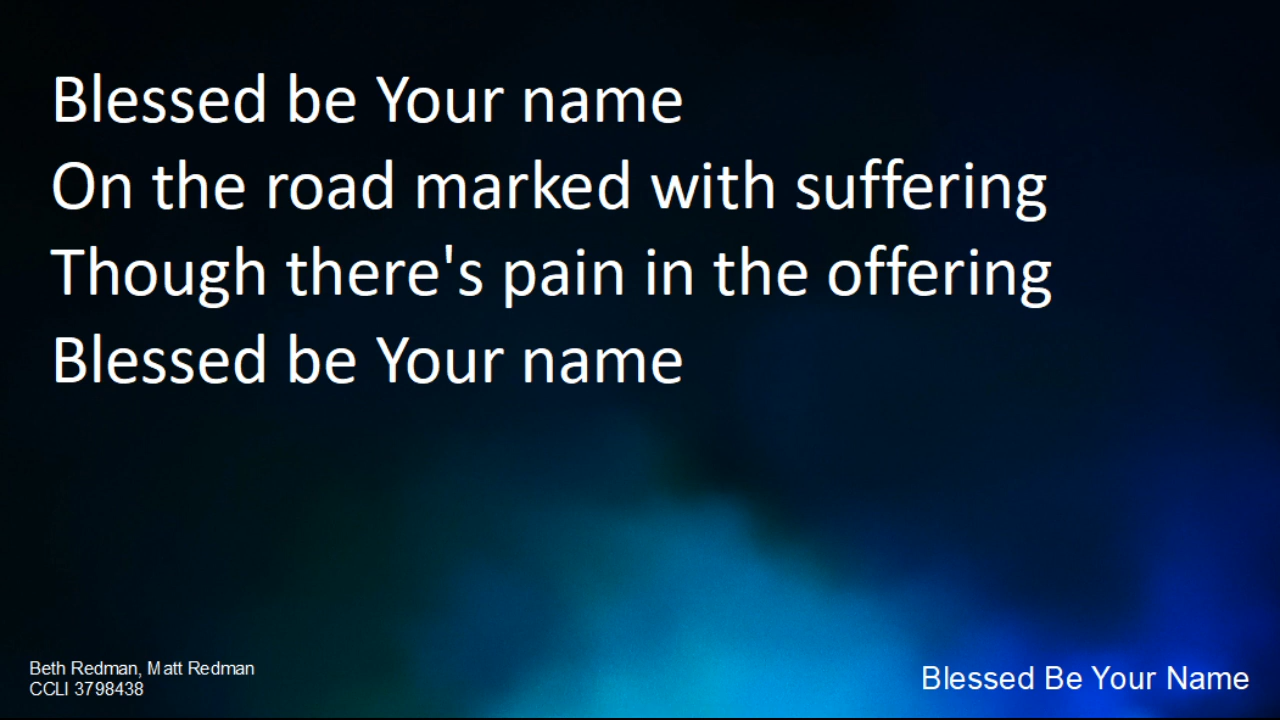 Blessed be Your name
On the road marked with suffering
Though there's pain in the offering
Blessed be Your name
Beth Redman, Matt Redman
CCLI 3798438
Blessed Be Your Name